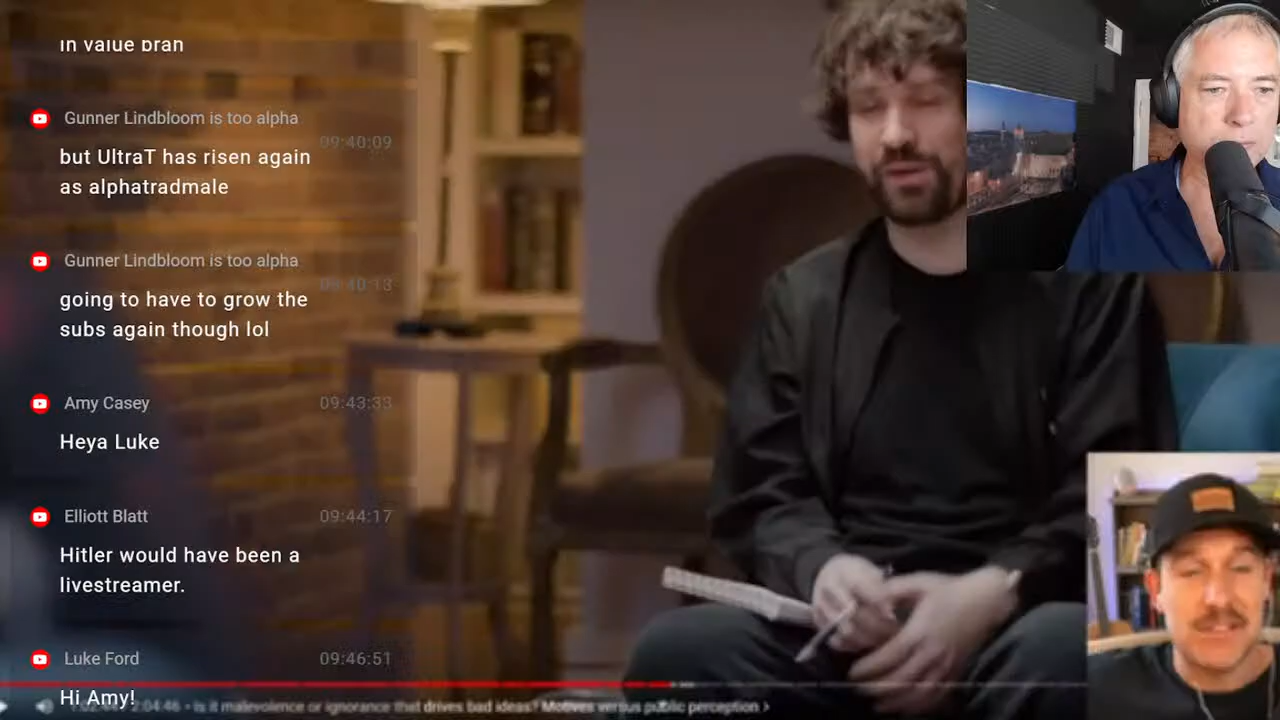 in value bran
Gunner Lindbloom is too alpha
09:40:09
but UltraT has risen again
as alphatradmale
Gunner Lindbloom is too alpha
09:40:13
going to have to grow the
subs again though lol
Amy Casey 09:43:33
Heya Luke
Elliott Blatt 09:44:17
Hitler would have been a
livestreamer.
Luke Ford 09:46:51
Hi Amy!
2:04:46 • Is it malevolence or ignorance that drives bad ideas? Motives versus public perception >